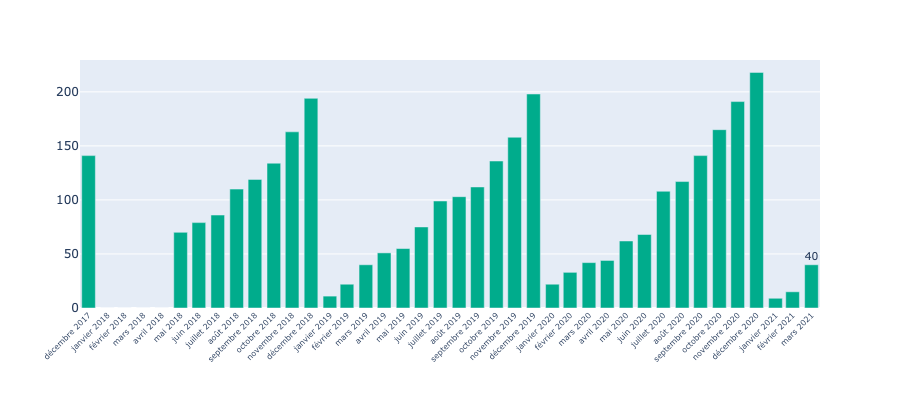 200
150
100
50
0
40
décembre 2017
janvier 2018
février 2018
mars 2018
avril 2018
mai 2018
juin 2018
juillet 2018
août 2018
septembre 2018
octobre 2018
novembre 2018
décembre 2018
janvier 2019
février 2019
mars 2019
avril 2019
mai 2019
juin 2019
juillet 2019
août 2019
septembre 2019
octobre 2019
novembre 2019
décembre 2019
janvier 2020
février 2020
mars 2020
avril 2020
mai 2020
juin 2020
juillet 2020
août 2020
septembre 2020
octobre 2020
novembre 2020
décembre 2020
janvier 2021
février 2021
mars 2021